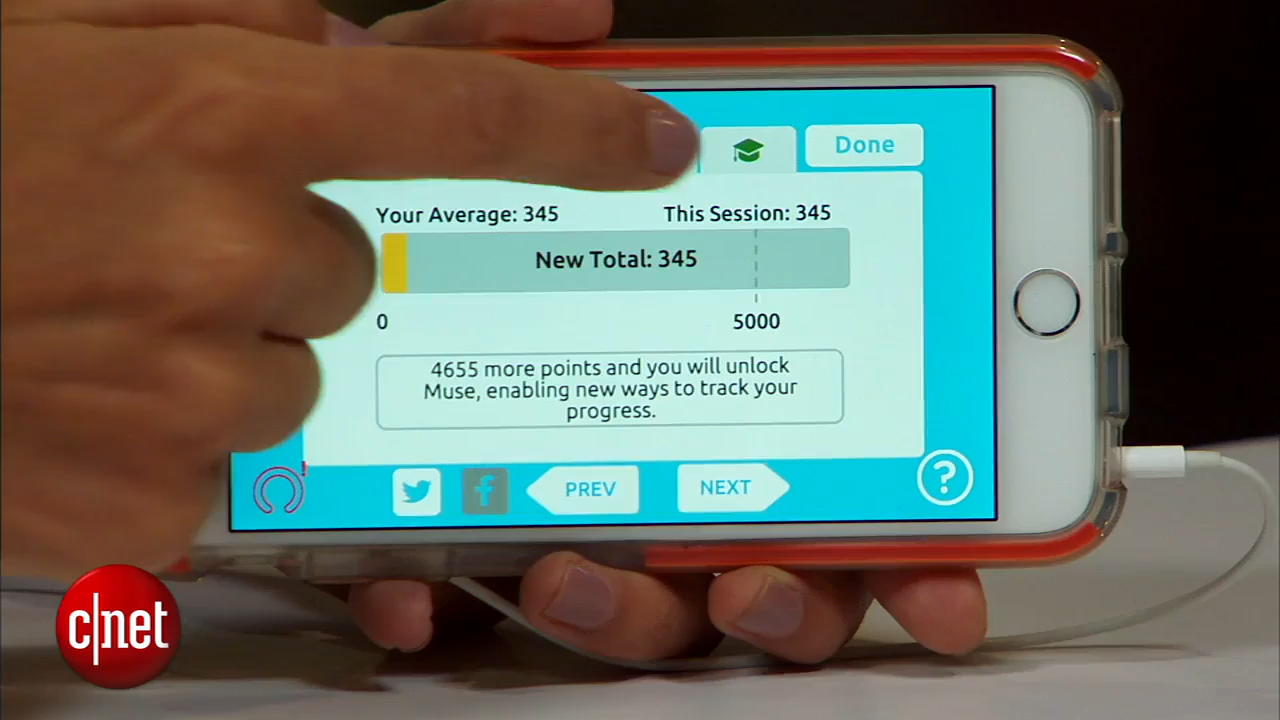 Done
Your Average: 345
This Session: 345
New Total: 345
0
5000
4655 more points and you will unlock
Muse, enabling new ways to track your
progress.
f
PREV
NEXT
?
c|net